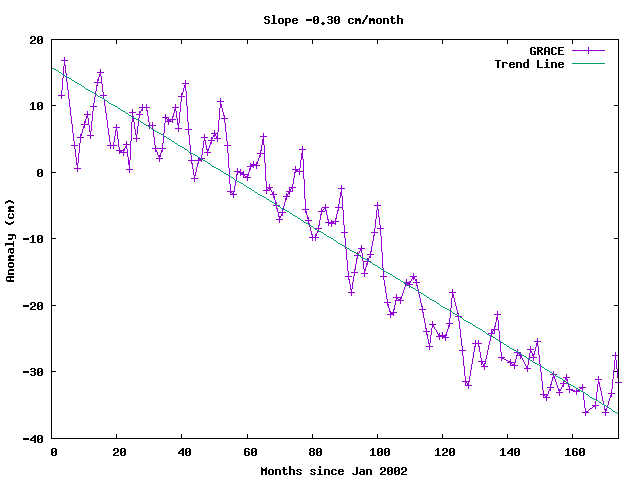 Slope -0.30 cm/month
GRACE
Trend Line
20
10
0
-10
-20
-30
-40
Anomaly (cm)
0 20 40 60 80 100 120 140 160
Months since Jan 2002